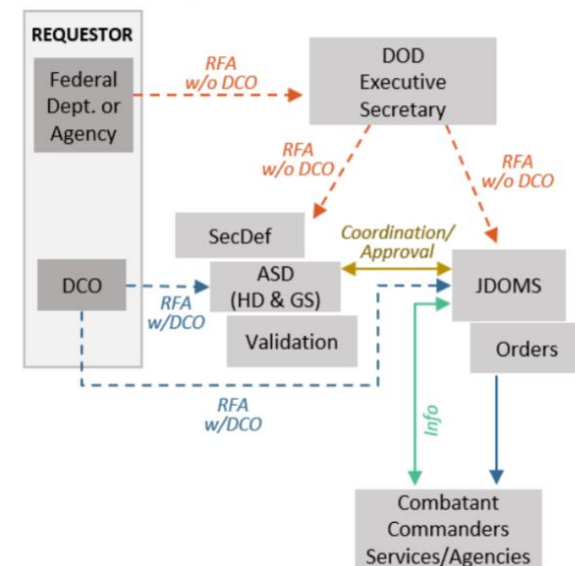 REQUESTOR
Federal
Dept. or
Agency
RFA
w/o DCO
DOD
Executive
Secretary
RFA
w/o DCO
RFA
w/o DCO
SecDef
Coordination/
Approval
DCO
RFA
w/DCO
ASD
(HD & GS)
JDOMS
Validation
Orders
RFA
w/DCO
Info
Combatant
Commanders
Services/Agencies